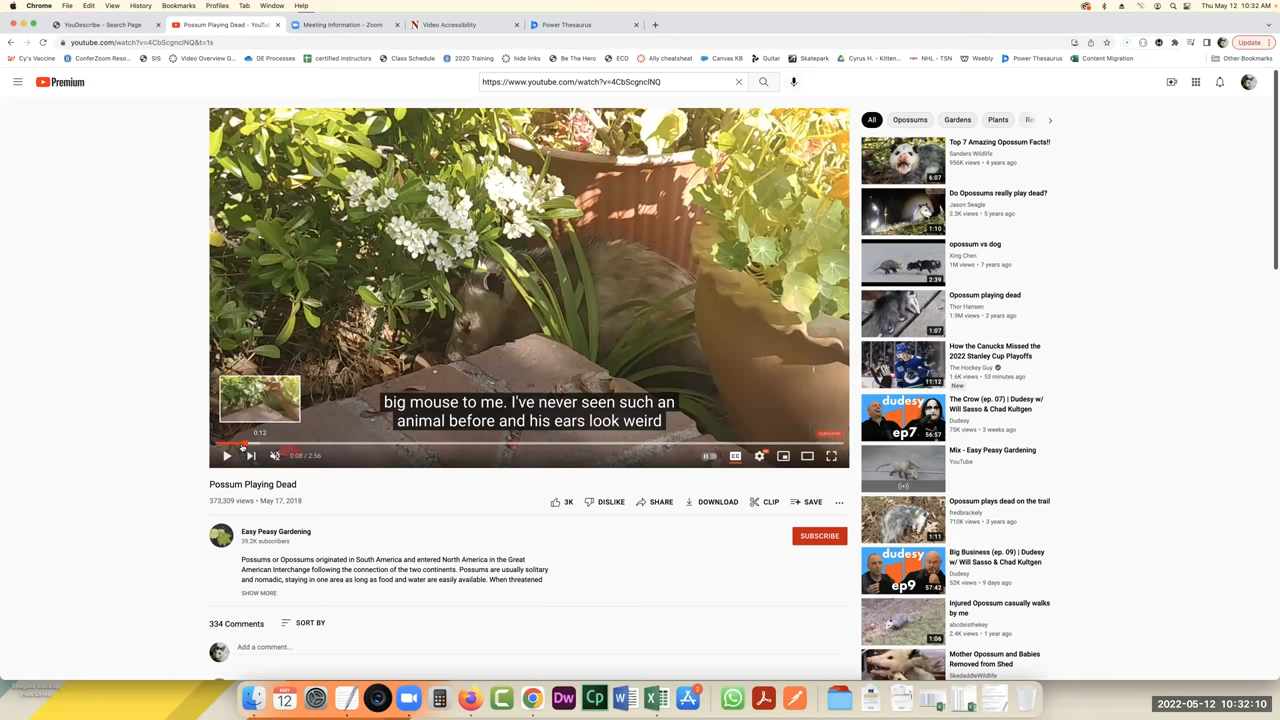 Chrome File Edit View History Bookmarks Profiles Tab Window Help Thu May 12 10:32 AM
YouDescribe - Search Page Possum Playing Dead - YouTu Meeting Information - Zoom Video Accessibility Power Thesaurus
youtube.com/watch?v=4CbScgnclNQ&t=1s Update
Cy's Vaccine ConferZoom Reso... SIS Video Overview G... DE Processes certified instructors Class Schedule 2020 Training hide links Be The Hero ECD Ally cheatsheat Canvas KB Guitar Skatepark Cyrus H. - Kitten... NHL - TSN Weebly Power Thesaurus Content Migration Other Bookmarks
Premium https://www.youtube.com/watch?v=4CbScgnclNQ
All Opossums Gardens Plants
big mouse to me. I've never seen such an
animal before and his ears look weird
0:12
SUBSCRIBE
0:08 / 2:56
CC
Possum Playing Dead
373,309 views • May 17, 2018
3K DISLIKE SHARE DOWNLOAD CLIP SAVE ...
Easy Peasy Gardening
39.2K subscribers
SUBSCRIBE
Possums or Opossums originated in South America and entered North America in the Great
American Interchange following the connection of the two continents. Possums are usually solitary
and nomadic, staying in one area as long as food and water are easily available. When threatened
SHOW MORE
334 Comments SORT BY
Add a comment...
Top 7 Amazing Opossum Facts!!
Sanders Wildlife
956K views • 4 years ago
6:07
Do Opossums really play dead?
Jason Seagle
2.3K views • 5 years ago
1:10
opossum vs dog
Xing Chen
1M views • 7 years ago
2:39
Opossum playing dead
Thor Hansen
1.9M views • 2 years ago
1:07
How the Canucks Missed the
2022 Stanley Cup Playoffs
The Hockey Guy
1.6K views • 53 minutes ago
New
11:12
The Crow (ep. 07) | Dudesy w/
Will Sasso & Chad Kultgen
Dudesy
75K views • 3 weeks ago
dudesy
ep7
56:57
Mix - Easy Peasy Gardening
YouTube
Opossum plays dead on the trail
fredbrackely
710K views • 3 years ago
1:11
Big Business (ep. 09) | Dudesy
w/ Will Sasso & Chad Kultgen
Dudesy
52K views • 9 days ago
dudesy
ep9
57:42
Injured Opossum casually walks
by me
abcdeisthekey
2.4K views • 1 year ago
1:06
Mother Opossum and Babies
Removed from Shed
SkedaddleWildlife
Seagate Backup
Plus Drive
MAY
12
Dw
Cp
2022-05-12 10:32:10